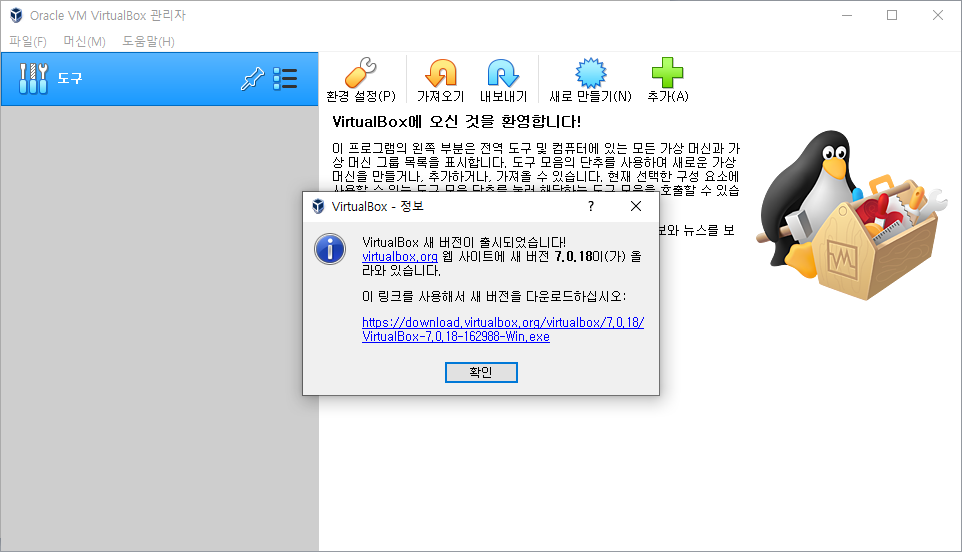 Oracle VM VirtualBox 관리자
파일(F) 머신(M) 도움말(H)
도구
환경 설정(P) 가져오기 내보내기 새로 만들기(N) 추가(A)
VirtualBox에 오신 것을 환영합니다!
이 프로그램의 왼쪽 부분은 전역 도구 및 컴퓨터에 있는 모든 가상 머신과 가
상 머신 그룹 목록을 표시합니다. 도구 모음의 단추를 사용하여 새로운 가상
머신을 만들거나, 추가하거나, 가져올 수 있습니다. 현재 선택한 구성 요소에
사용할 수 있는 도구 모음 단추를 눌러 해당하는 도구 모음을 호출할 수 있습
뉴스를 보
VirtualBox - 정보
?
VirtualBox 새 버전이 출시되었습니다!
virtualbox.org 웹 사이트에 새 버전 7.0.18이(가) 올
라와 있습니다.
이 링크를 사용해서 새 버전을 다운로드하십시오:
https://download.virtualbox.org/virtualbox/7.0.18/
VirtualBox-7.0.18-162988-Win.exe
확인